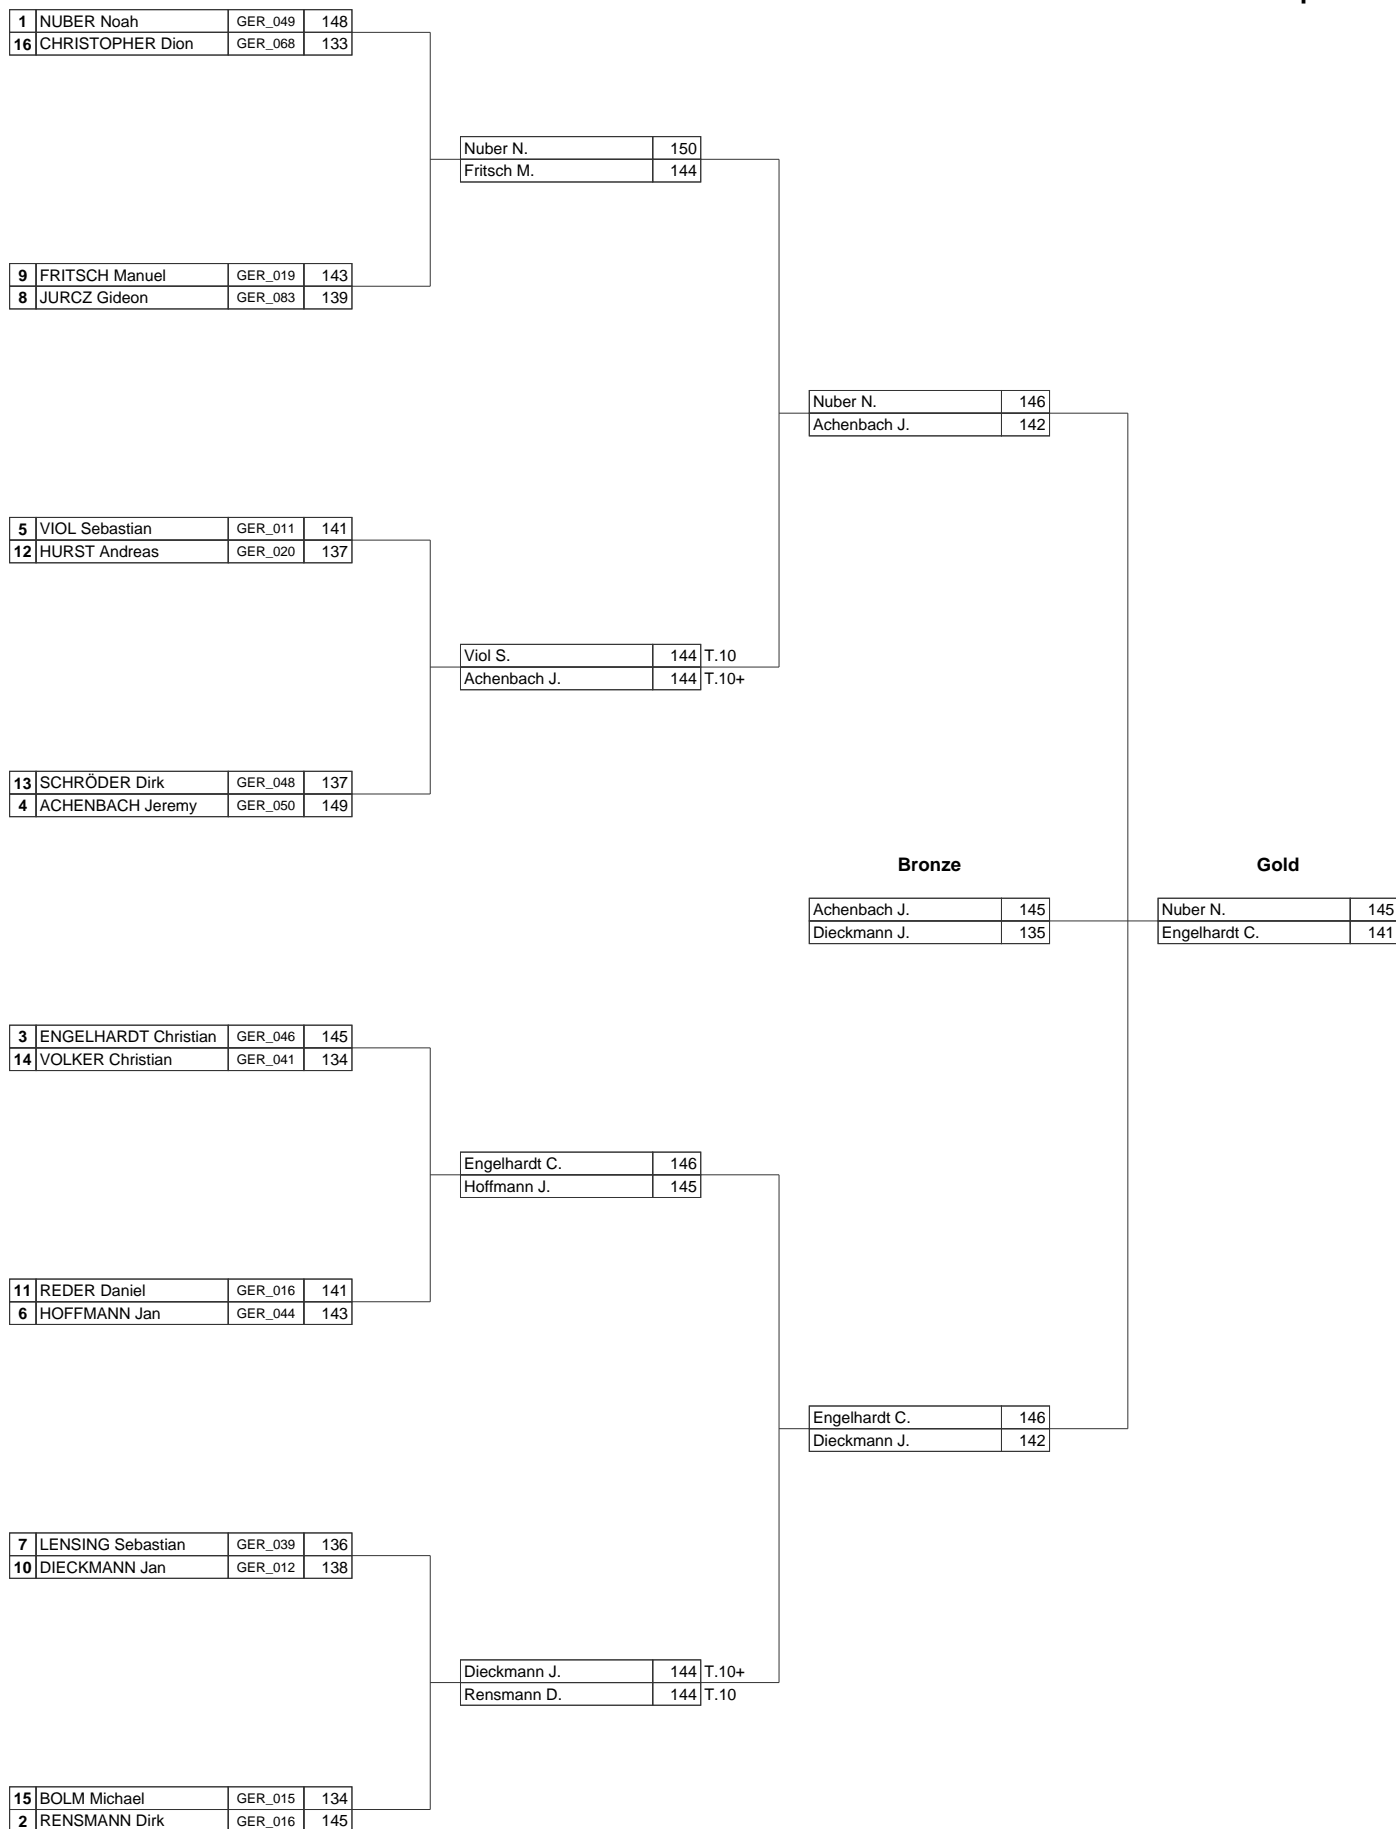 1 NUBER Noah GER_049 148
16 CHRISTOPHER Dion GER_068 133
Nuber N. 150
Fritsch M. 144
9 FRITSCH Manuel GER_019 143
8 JURCZ Gideon GER_083 139
Nuber N. 146
Achenbach J. 142
5 VIOL Sebastian GER_011 141
12 HURST Andreas GER_020 137
Viol S. 144 T.10
Achenbach J. 144 T.10+
13 SCHRÖDER Dirk GER_048 137
4 ACHENBACH Jeremy GER_050 149
Bronze Gold
Achenbach J. 145 Nuber N. 145
Dieckmann J. 135 Engelhardt C. 141
3 ENGELHARDT Christian GER_046 145
14 VOLKER Christian GER_041 134
Engelhardt C. 146
Hoffmann J. 145
11 REDER Daniel GER_016 141
6 HOFFMANN Jan GER_044 143
Engelhardt C. 146
Dieckmann J. 142
7 LENSING Sebastian GER_039 136
10 DIECKMANN Jan GER_012 138
Dieckmann J. 144 T.10+
Rensmann D. 144 T.10
15 BOLM Michael GER_015 134
2 RENSMANN Dirk GER_016 145